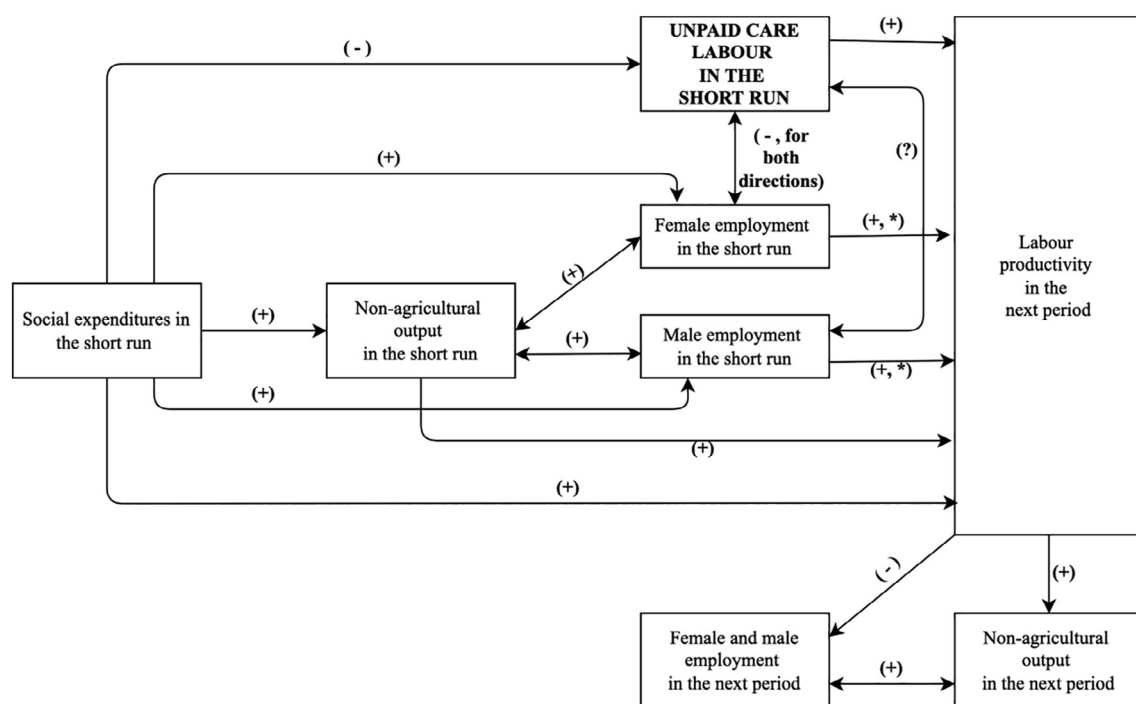 UNPAID CARE
LABOUR
IN THE
SHORT RUN
(+)
( - )
(?)
( - , for
both
directions)
(+)
Female employment
in the short run
(+, *)
Labour
productivity
in the
next period
(+)
Social expenditures in
the short run
(+)
Non-agricultural
output
in the short run
(+)
Male employment
in the short run
(+, *)
(+)
(+)
(+)
(-)
(+)
Female and male
employment
in the next period
(+)
Non-agricultural
output
in the next period